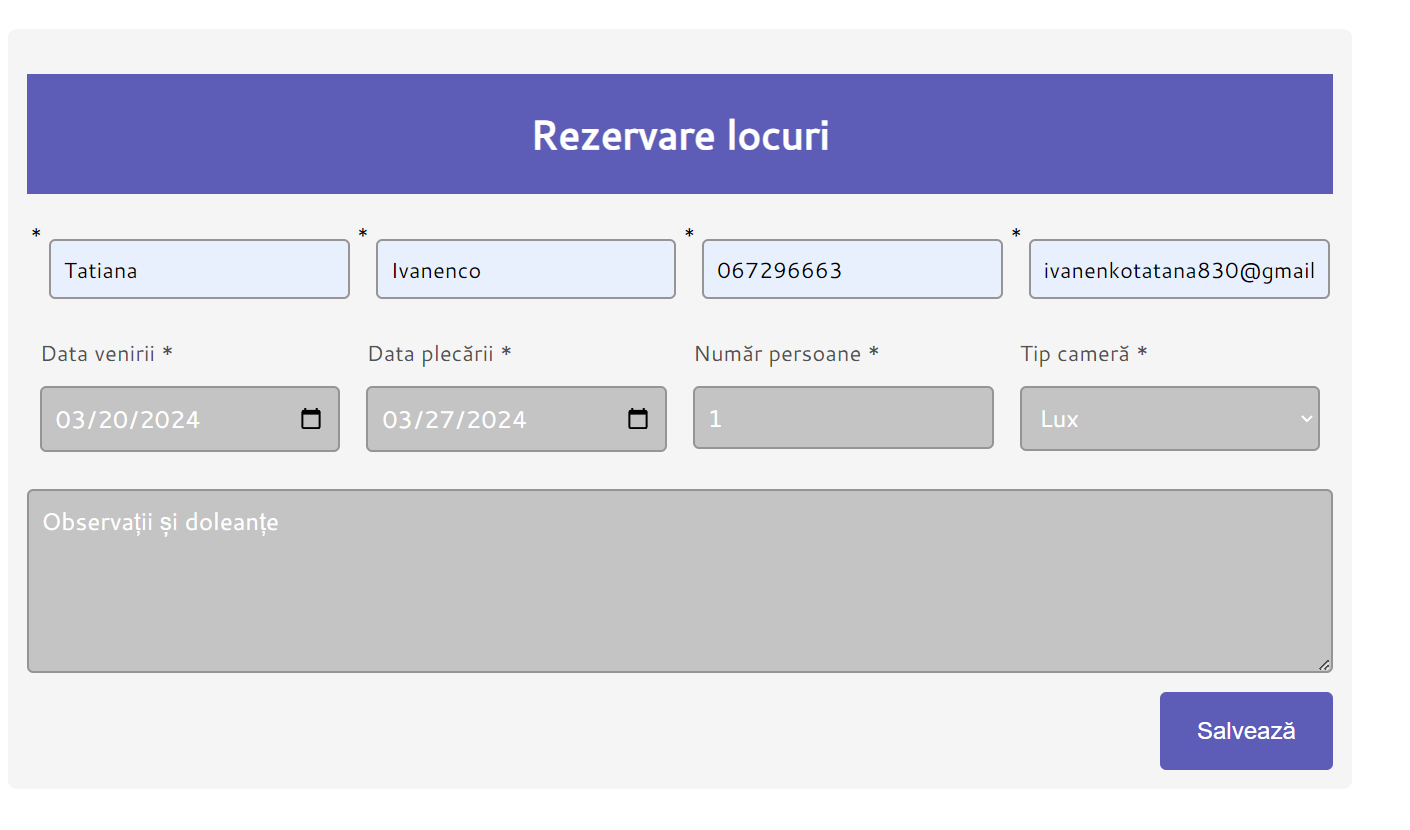 Rezervare locuri
* * * *
Tatiana Ivanenco 067296663 ivanenkotatana830@gmail
Data venirii * Data plecării * Număr persoane * Tip cameră *
03/20/2024 03/27/2024 1 Lux
Observații și doleanțe
Salvează